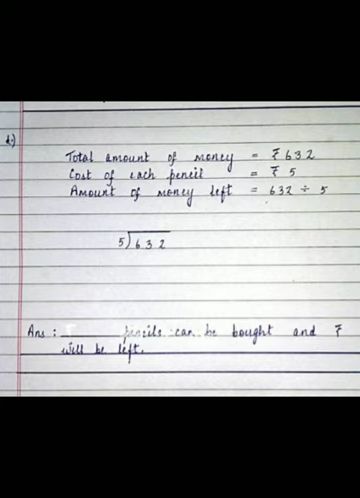 d.)
Total amount of money = ₹ 632
Cost of each pencil = ₹ 5
Amount of money left = 632 ÷ 5
5)632
Ans : ______ pencils can be bought and ₹
will be left.